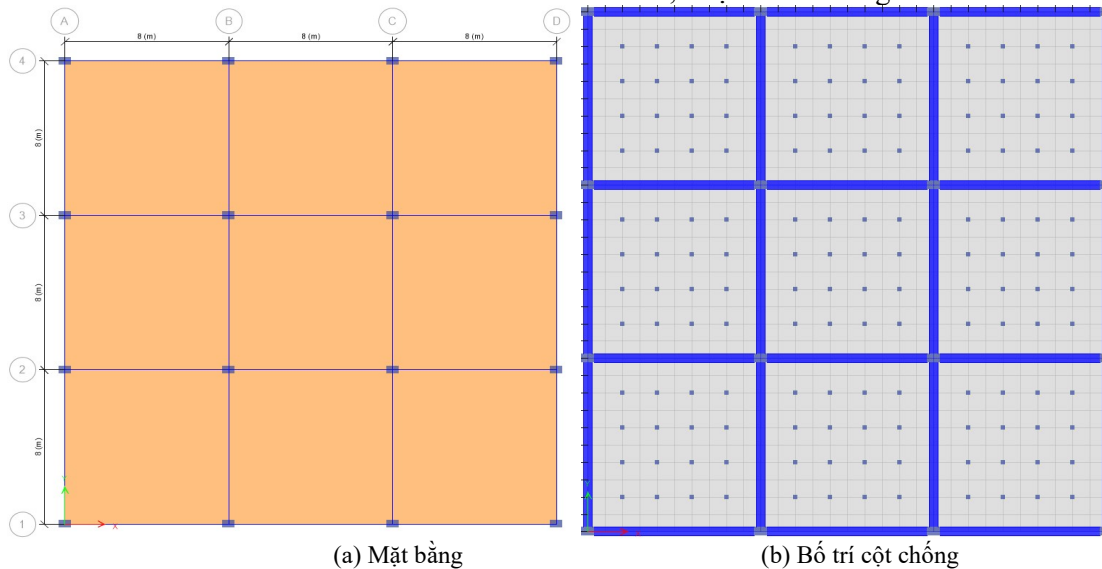 A B C D
8 (m) 8 (m) 8 (m)
4
8 (m)
3
8 (m)
2
8 (m)
1
Y
X
(a) Mặt bằng
(b) Bố trí cột chống